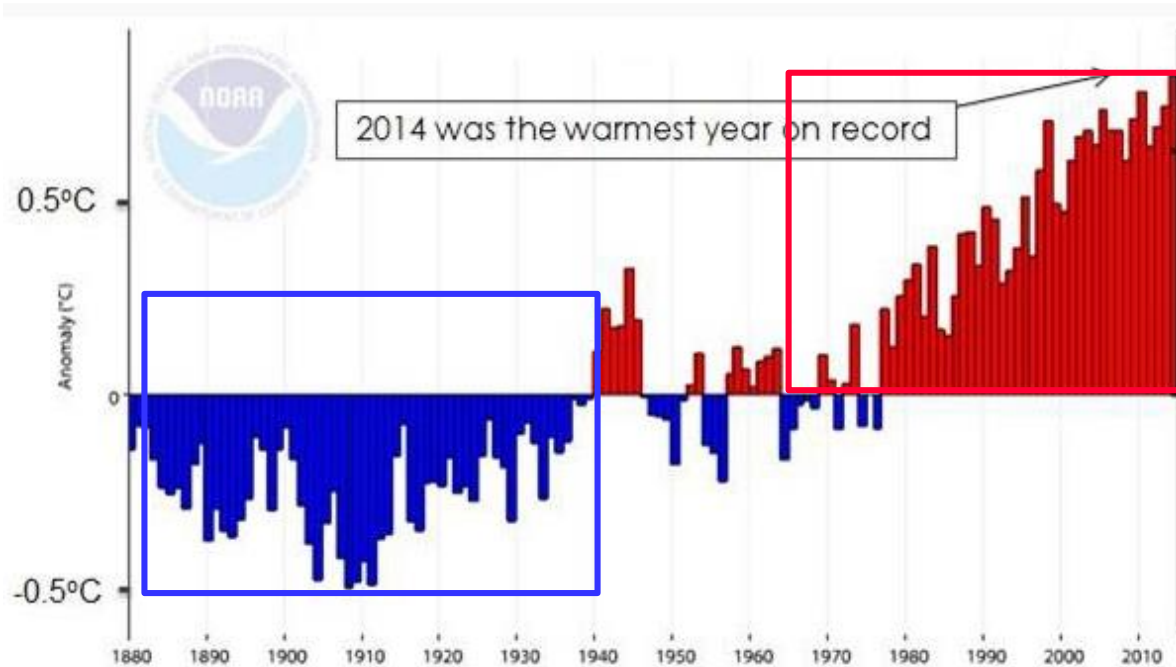 NOAA
2014 was the warmest year on record
0.5°C
Anomaly (°C)
0
-0.5°C
1880 1890 1900 1910 1920 1930 1940 1950 1960 1970 1980 1990 2000 2010